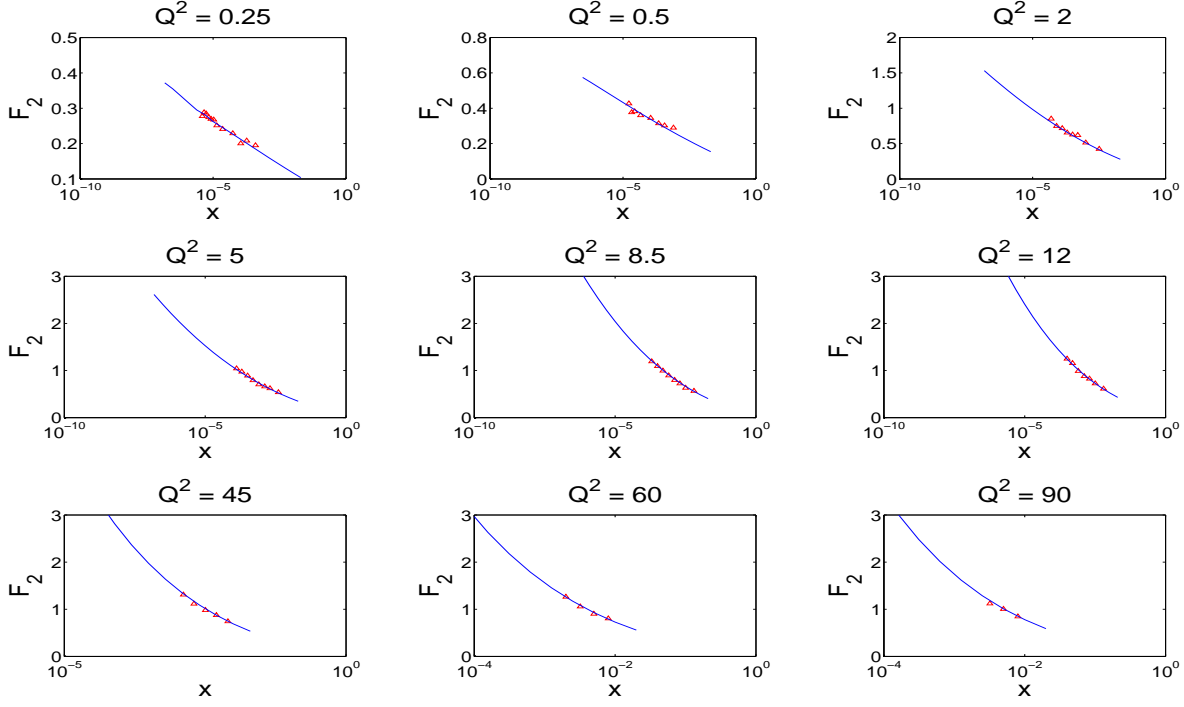 Q² = 0.25
Q² = 0.5
Q² = 2
0.5
0.4
0.3
0.2
0.1
F₂
10⁻¹⁰
10⁻⁵
10⁰
x
0.8
0.6
0.4
0.2
0
F₂
10⁻¹⁰
10⁻⁵
10⁰
x
2
1.5
1
0.5
0
F₂
10⁻¹⁰
10⁻⁵
10⁰
x
Q² = 5
Q² = 8.5
Q² = 12
3
2
1
0
F₂
10⁻¹⁰
10⁻⁵
10⁰
x
3
2
1
0
F₂
10⁻¹⁰
10⁻⁵
10⁰
x
3
2
1
0
F₂
10⁻¹⁰
10⁻⁵
10⁰
x
Q² = 45
Q² = 60
Q² = 90
3
2
1
0
F₂
10⁻⁵
10⁰
x
3
2
1
0
F₂
10⁻⁴
10⁻²
10⁰
x
3
2
1
0
F₂
10⁻⁴
10⁻²
10⁰
x